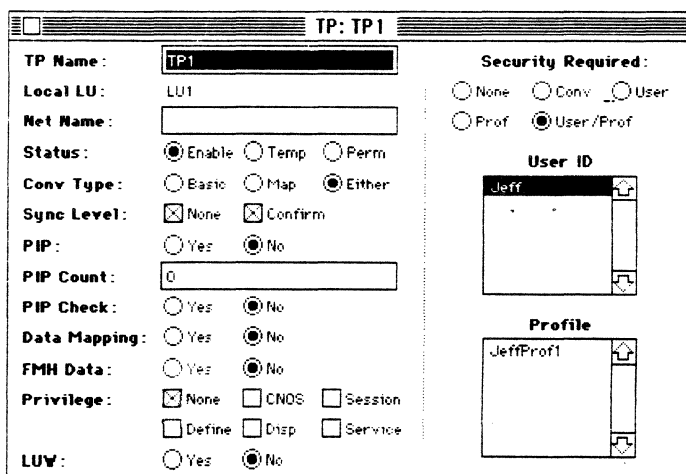 TP: TP1
TP Name: TP1
Local LU: LU1
Net Name:
Status: Enable Temp Perm
Conv Type: Basic Map Either
Sync Level: None Confirm
PIP: Yes No
PIP Count: 0
PIP Check: Yes No
Data Mapping: Yes No
FMH Data: Yes No
Privilege: None CNOS Session
Define Disp Service
LUW: Yes No
Security Required:
None Conv User
Prof User/Prof
User ID
Jeff
Profile
JeffProf1